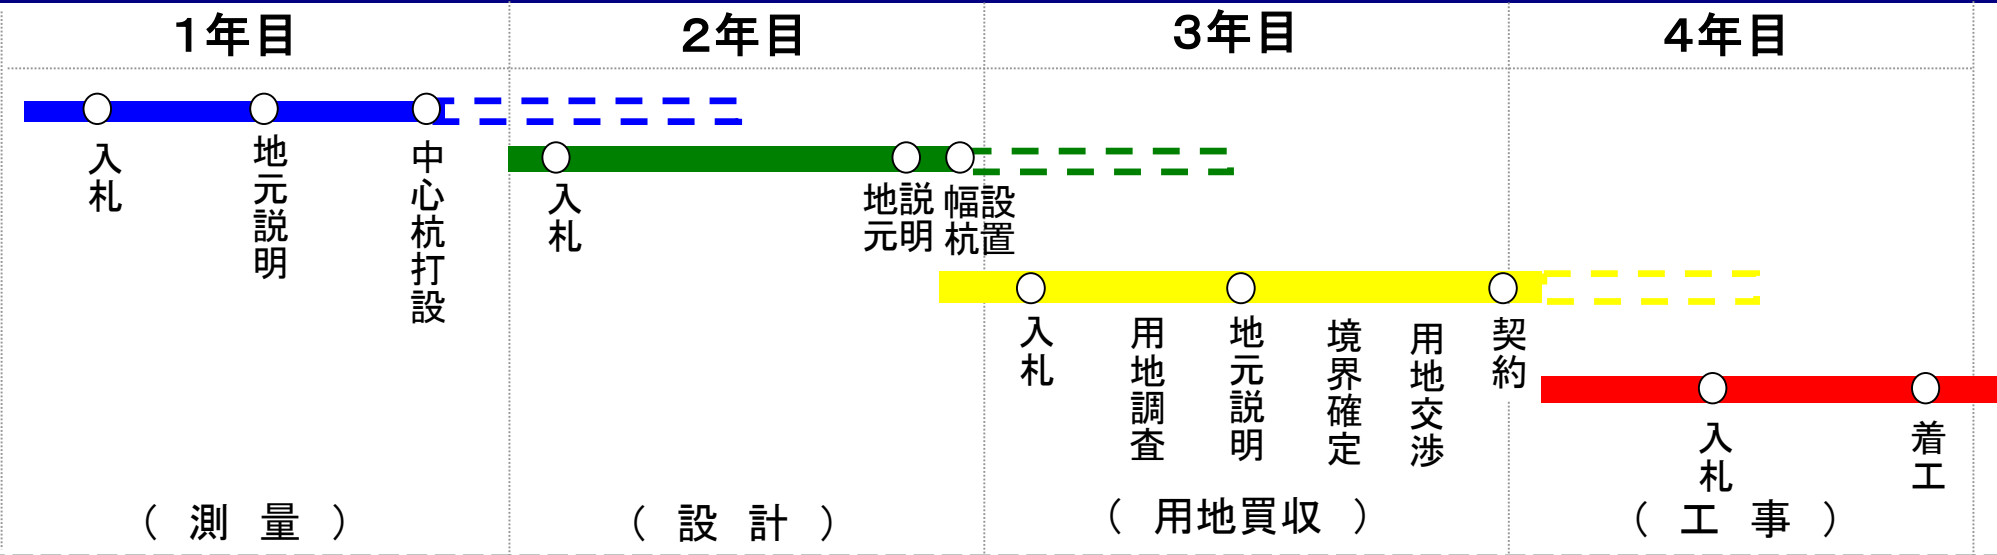 1年目
2年目
3年目
4年目
入札
地元説明
中心杭打設
入札
地元説明
幅杭設置
入札
用地調査
地元説明
境界確定
用地交渉
契約
入札
着工
（ 測 量 ）
（ 設 計 ）
（ 用地買収 ）
（ 工 事 ）